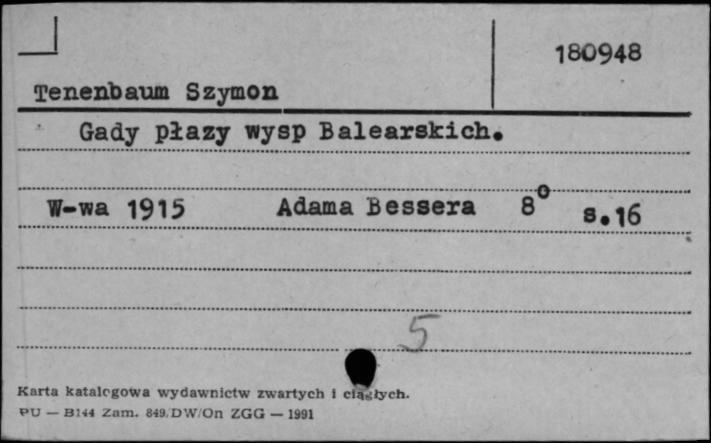 180948
Tenenbaum Szymon
Gady płazy wysp Balearskich.
W-wa 1915 Adama Bessera 8° s.16
5
Karta katalogowa wydawnictw zwartych i ciągłych.
PU — B144 Zam. 849.DW/On ZGG — 1991